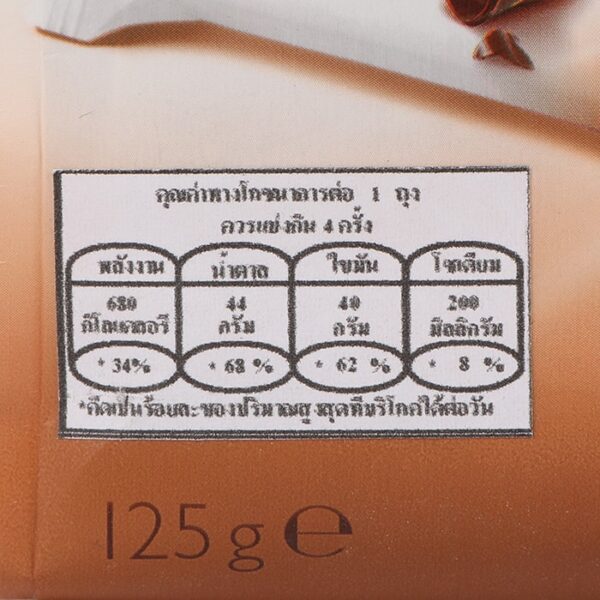 คุณค่าทางโภชนาการต่อ 1 ถุง
ควรแบ่งกิน 4 ครั้ง
พลังงาน น้ำตาล ไขมัน โซเดียม
680 44 40 200
กิโลแคลอรี กรัม กรัม มิลลิกรัม
* 34% * 68 % * 62 % * 8 %
*คิดเป็นร้อยละของปริมาณสูงสุดที่บริโภคได้ต่อวัน
125 g ℮